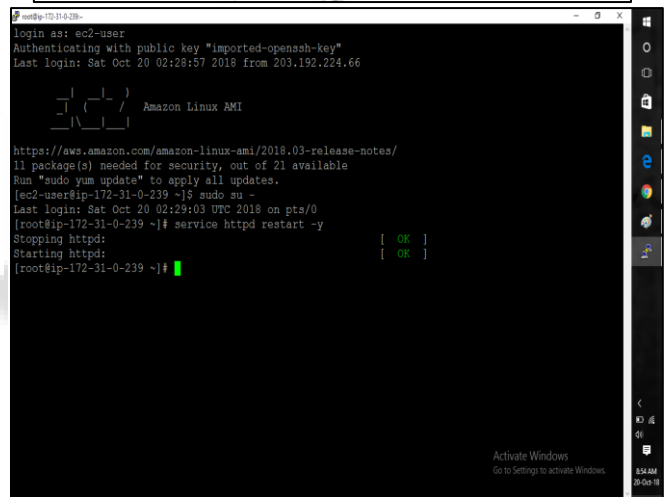 root@ip-172-31-0-239:~
login as: ec2-user
Authenticating with public key "imported-openssh-key"
Last login: Sat Oct 20 02:28:57 2018 from 203.192.224.66
__|  __|_  )
_|  (     /   Amazon Linux AMI
___|\___|___|
https://aws.amazon.com/amazon-linux-ami/2018.03-release-notes/
11 package(s) needed for security, out of 21 available
Run "sudo yum update" to apply all updates.
[ec2-user@ip-172-31-0-239 ~]$ sudo su -
Last login: Sat Oct 20 02:29:03 UTC 2018 on pts/0
[root@ip-172-31-0-239 ~]# service httpd restart -y
Stopping httpd: [ OK ]
Starting httpd: [ OK ]
[root@ip-172-31-0-239 ~]#
Activate Windows
Go to Settings to activate Windows.
8:54 AM
20-Oct-18